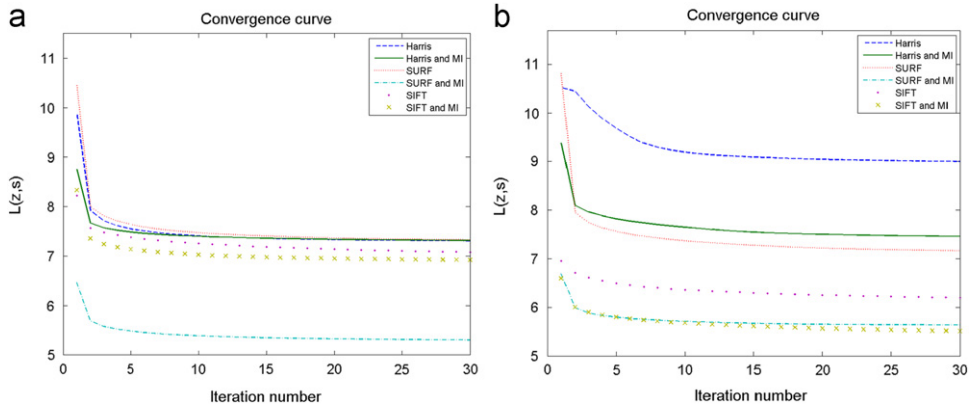 a
Convergence curve
11
10
9
8
7
6
5
L(z,s)
0 5 10 15 20 25 30
Iteration number
Harris
Harris and MI
SURF
SURF and MI
SIFT
SIFT and MI
b
Convergence curve
11
10
9
8
7
6
5
L(z,s)
0 5 10 15 20 25 30
Iteration number
Harris
Harris and MI
SURF
SURF and MI
SIFT
SIFT and MI